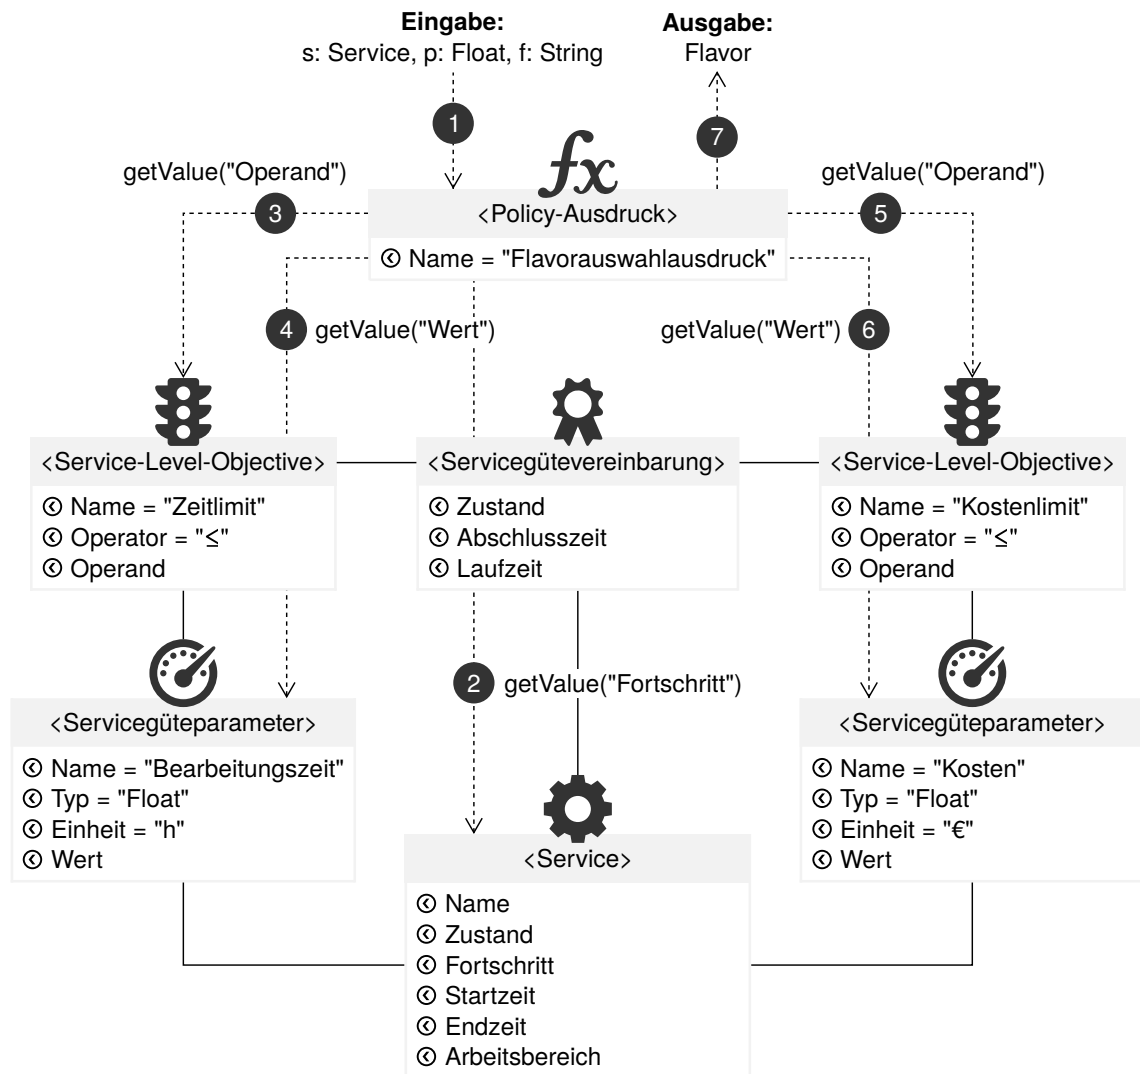 Eingabe:
s: Service, p: Float, f: String
Ausgabe:
Flavor
1
7
fx
getValue("Operand")
getValue("Operand")
3
<Policy-Ausdruck>
5
Name = "Flavorauswahlausdruck"
4
getValue("Wert")
getValue("Wert")
6
<Service-Level-Objective>
Name = "Zeitlimit"
Operator = "≤"
Operand
<Servicegütevereinbarung>
Zustand
Abschlusszeit
Laufzeit
<Service-Level-Objective>
Name = "Kostenlimit"
Operator = "≤"
Operand
2
getValue("Fortschritt")
<Servicegüteparameter>
Name = "Bearbeitungszeit"
Typ = "Float"
Einheit = "h"
Wert
<Servicegüteparameter>
Name = "Kosten"
Typ = "Float"
Einheit = "€"
Wert
<Service>
Name
Zustand
Fortschritt
Startzeit
Endzeit
Arbeitsbereich